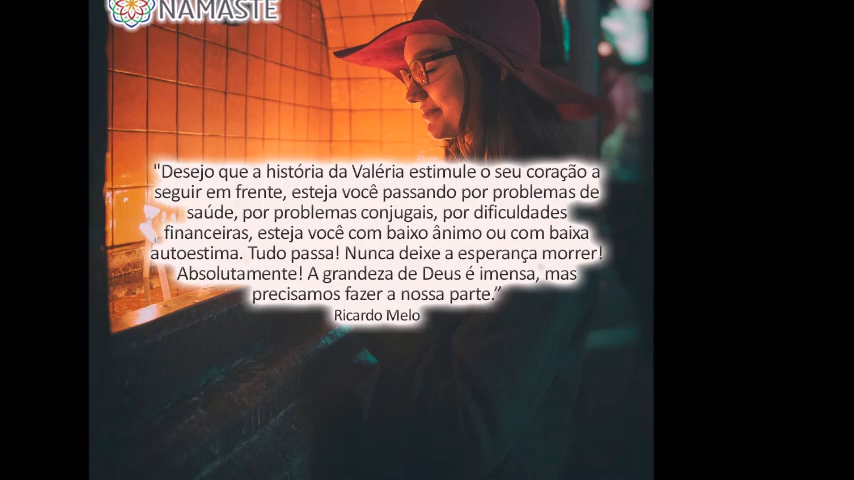 NAMASTE
"Desejo que a história da Valéria estimule o seu coração a
seguir em frente, esteja você passando por problemas de
saúde, por problemas conjugais, por dificuldades
financeiras, esteja você com baixo ânimo ou com baixa
autoestima. Tudo passa! Nunca deixe a esperança morrer!
Absolutamente! A grandeza de Deus é imensa, mas
precisamos fazer a nossa parte.”
Ricardo Melo